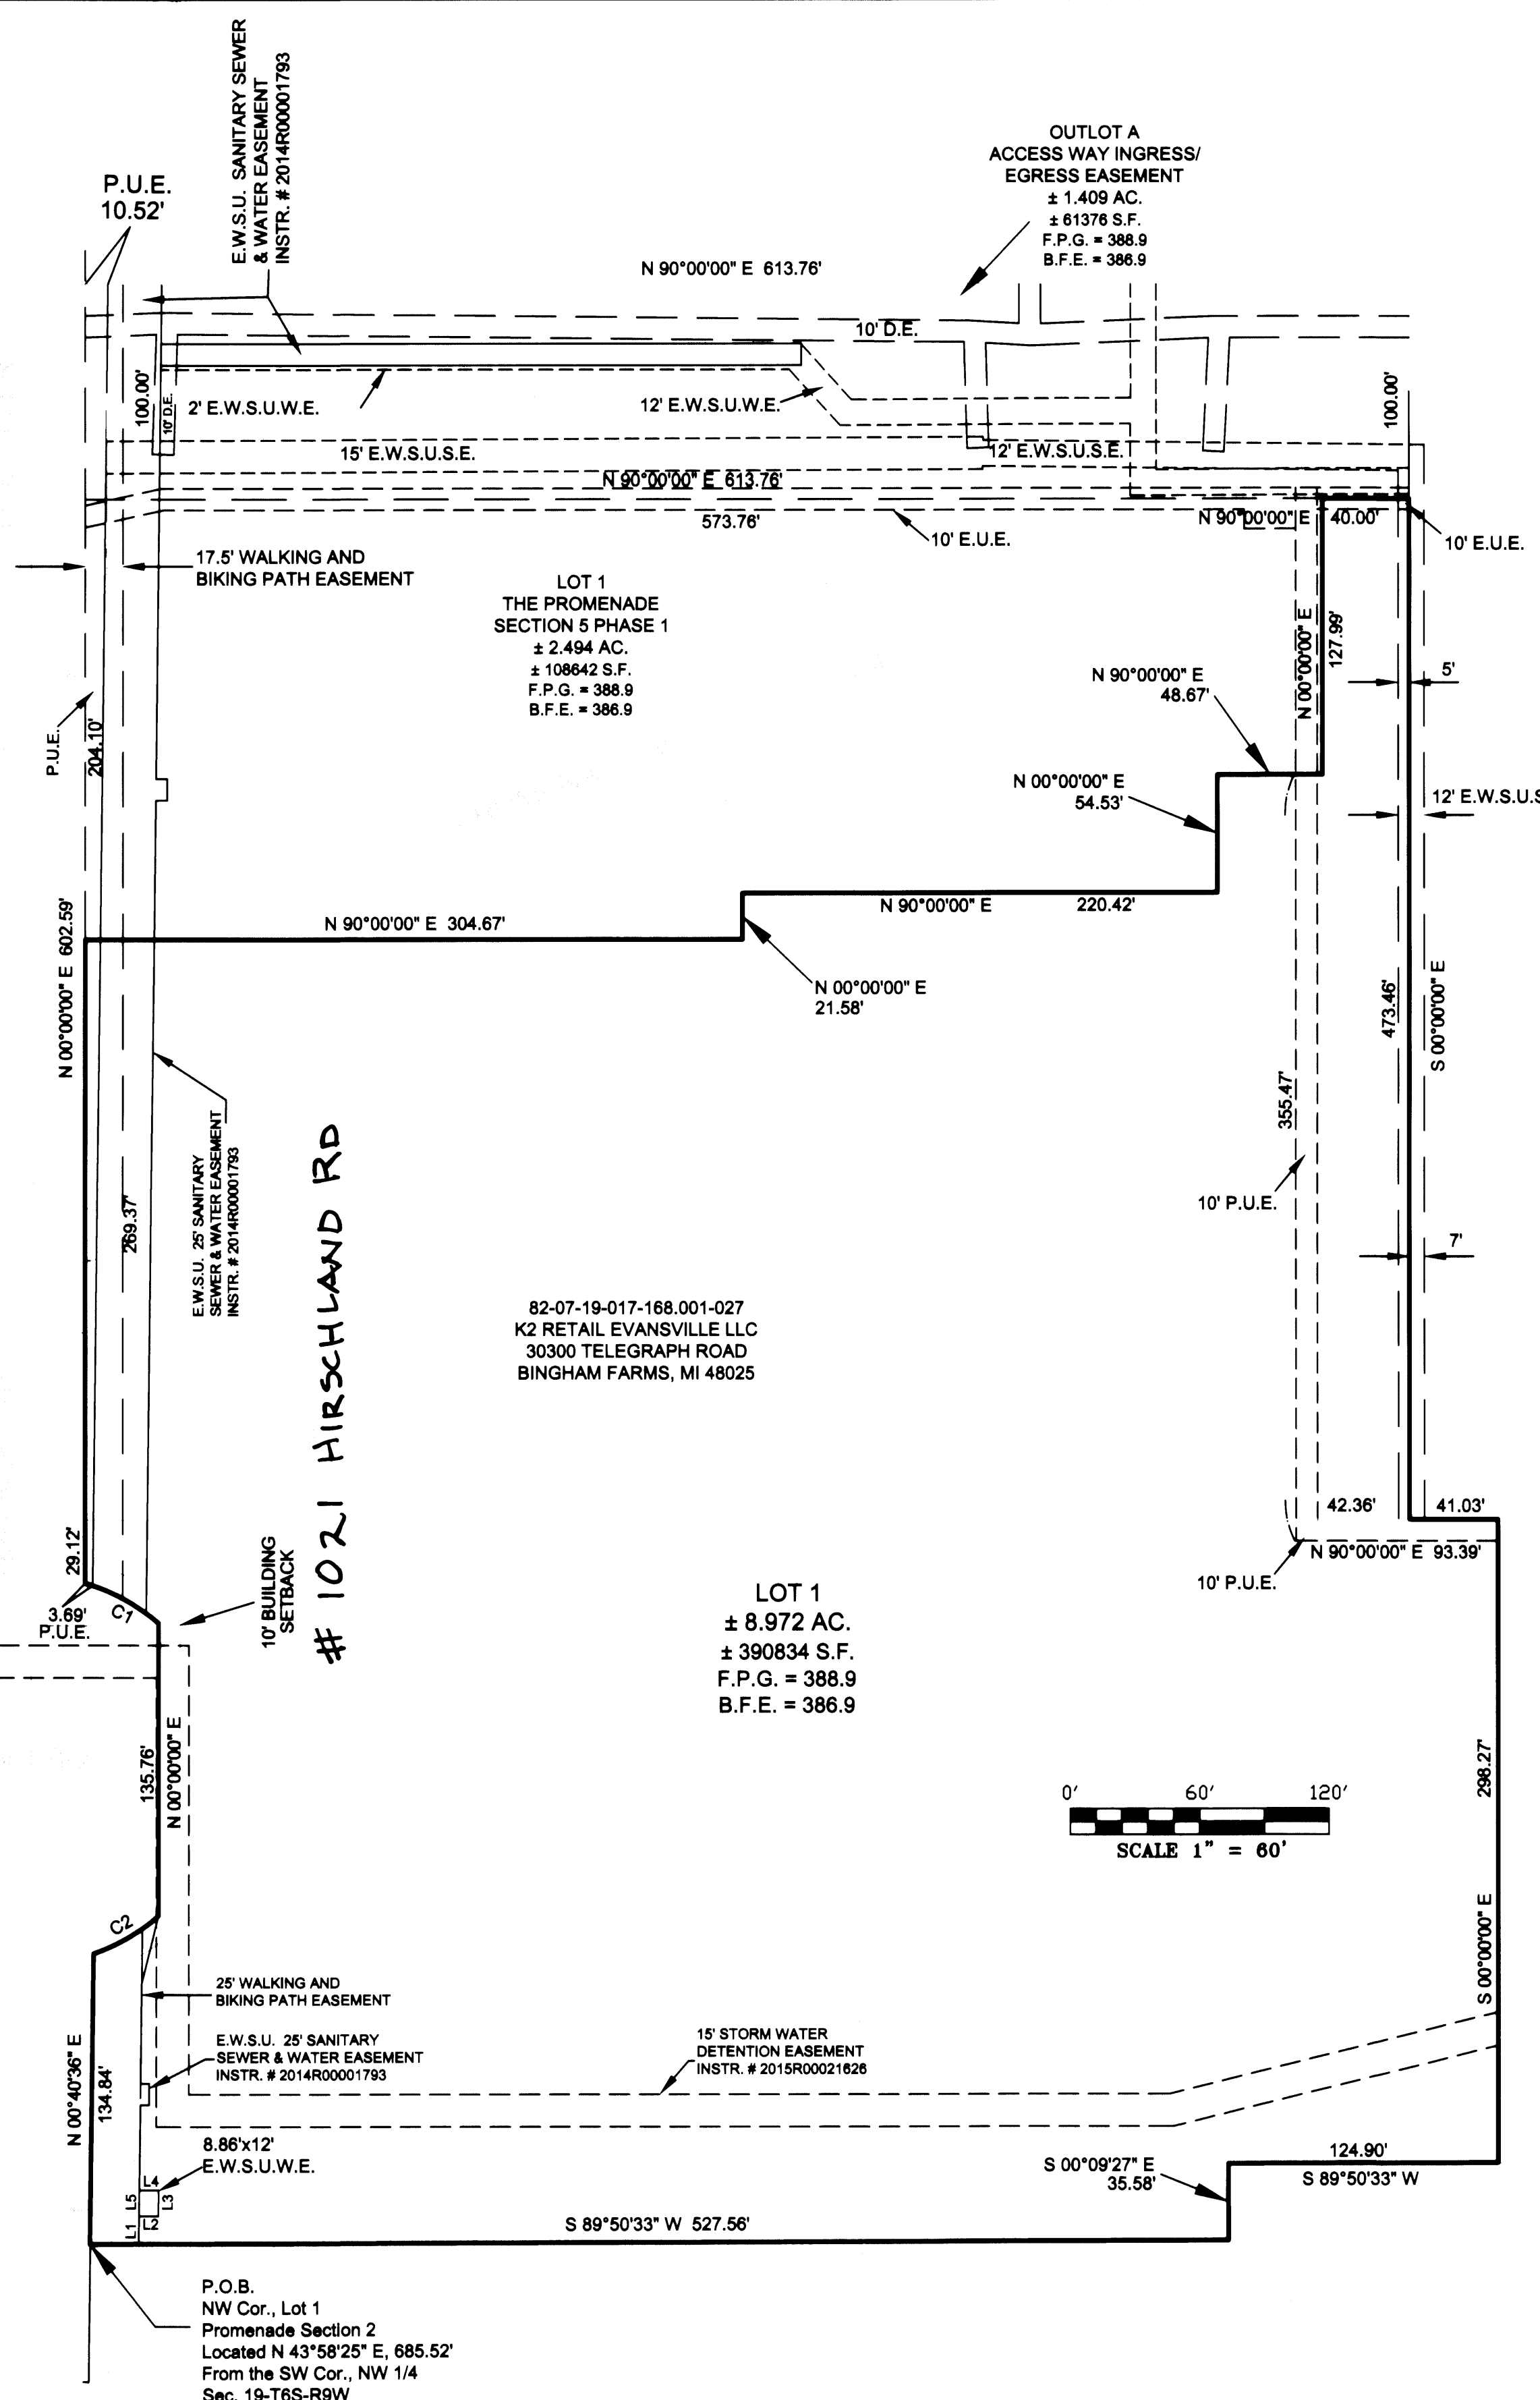 E.W.S.U. SANITARY SEWER
& WATER EASEMENT
INSTR. # 2014R00001793
P.U.E.
10.52'
OUTLOT A
ACCESS WAY INGRESS/
EGRESS EASEMENT
± 1.409 AC.
± 61376 S.F.
F.P.G. = 388.9
B.F.E. = 386.9
N 90°00'00" E 613.76'
10' D.E.
100.00'
10' D.E.
2' E.W.S.U.W.E.
12' E.W.S.U.W.E.
100.00'
15' E.W.S.U.S.E.
12' E.W.S.U.S.E.
N 90°00'00" E 613.76'
573.76'
N 90°00'00" E 40.00'
10' E.U.E.
10' E.U.E.
17.5' WALKING AND
BIKING PATH EASEMENT
LOT 1
THE PROMENADE
SECTION 5 PHASE 1
± 2.494 AC.
± 108642 S.F.
F.P.G. = 388.9
B.F.E. = 386.9
N 00°00'00" E
127.99'
N 90°00'00" E
48.67'
5'
P.U.E.
204.10'
N 00°00'00" E
54.53'
12' E.W.S.U.S
N 90°00'00" E 304.67'
N 90°00'00" E 220.42'
N 00°00'00" E 602.59'
N 00°00'00" E
21.58'
473.46'
S 00°00'00" E
355.47'
269.37'
E.W.S.U. 25' SANITARY
SEWER & WATER EASEMENT
INSTR. # 2014R00001793
# 1021 HIRSCHLAND RD
10' P.U.E.
7'
82-07-19-017-168.001-027
K2 RETAIL EVANSVILLE LLC
30300 TELEGRAPH ROAD
BINGHAM FARMS, MI 48025
42.36'
41.03'
N 90°00'00" E 93.39'
10' P.U.E.
29.12'
3.69'
P.U.E.
C1
10' BUILDING
SETBACK
LOT 1
± 8.972 AC.
± 390834 S.F.
F.P.G. = 388.9
B.F.E. = 386.9
135.76'
N 00°00'00" E
0' 60' 120'
SCALE 1" = 60'
298.27'
S 00°00'00" E
C2
25' WALKING AND
BIKING PATH EASEMENT
E.W.S.U. 25' SANITARY
SEWER & WATER EASEMENT
INSTR. # 2014R00001793
15' STORM WATER
DETENTION EASEMENT
INSTR. # 2015R00021626
N 00°40'36" E
134.84'
8.86'x12'
E.W.S.U.W.E.
L4
L5
L3
L2
L1
S 00°09'27" E
35.58'
124.90'
S 89°50'33" W
S 89°50'33" W 527.56'
P.O.B.
NW Cor., Lot 1
Promenade Section 2
Located N 43°58'25" E, 685.52'
From the SW Cor., NW 1/4
Sec. 19-T6S-R9W